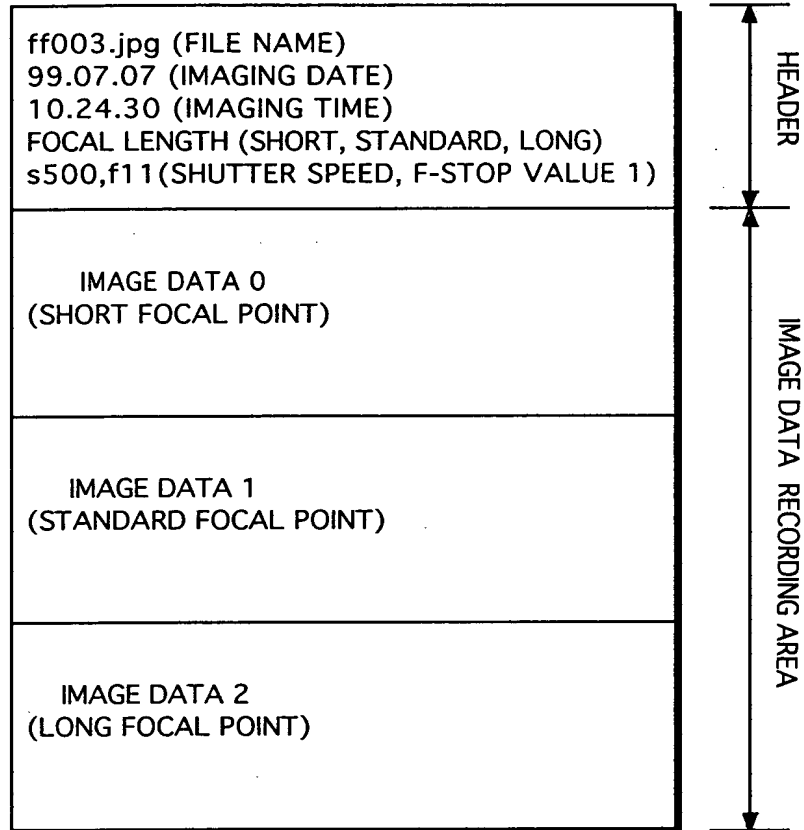 ff003.jpg (FILE NAME)
99.07.07 (IMAGING DATE)
10.24.30 (IMAGING TIME)
FOCAL LENGTH (SHORT, STANDARD, LONG)
s500,f11(SHUTTER SPEED, F-STOP VALUE 1)
HEADER
IMAGE DATA 0
(SHORT FOCAL POINT)
IMAGE DATA 1
(STANDARD FOCAL POINT)
IMAGE DATA 2
(LONG FOCAL POINT)
IMAGE DATA RECORDING AREA